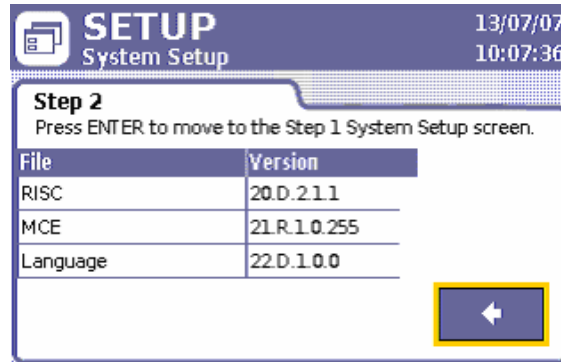 SETUP 13/07/07
System Setup 10:07:36
Step 2
Press ENTER to move to the Step 1 System Setup screen.
File Version
RISC 20.D.2.1.1
MCE 21.R.1.0.255
Language 22.D.1.0.0